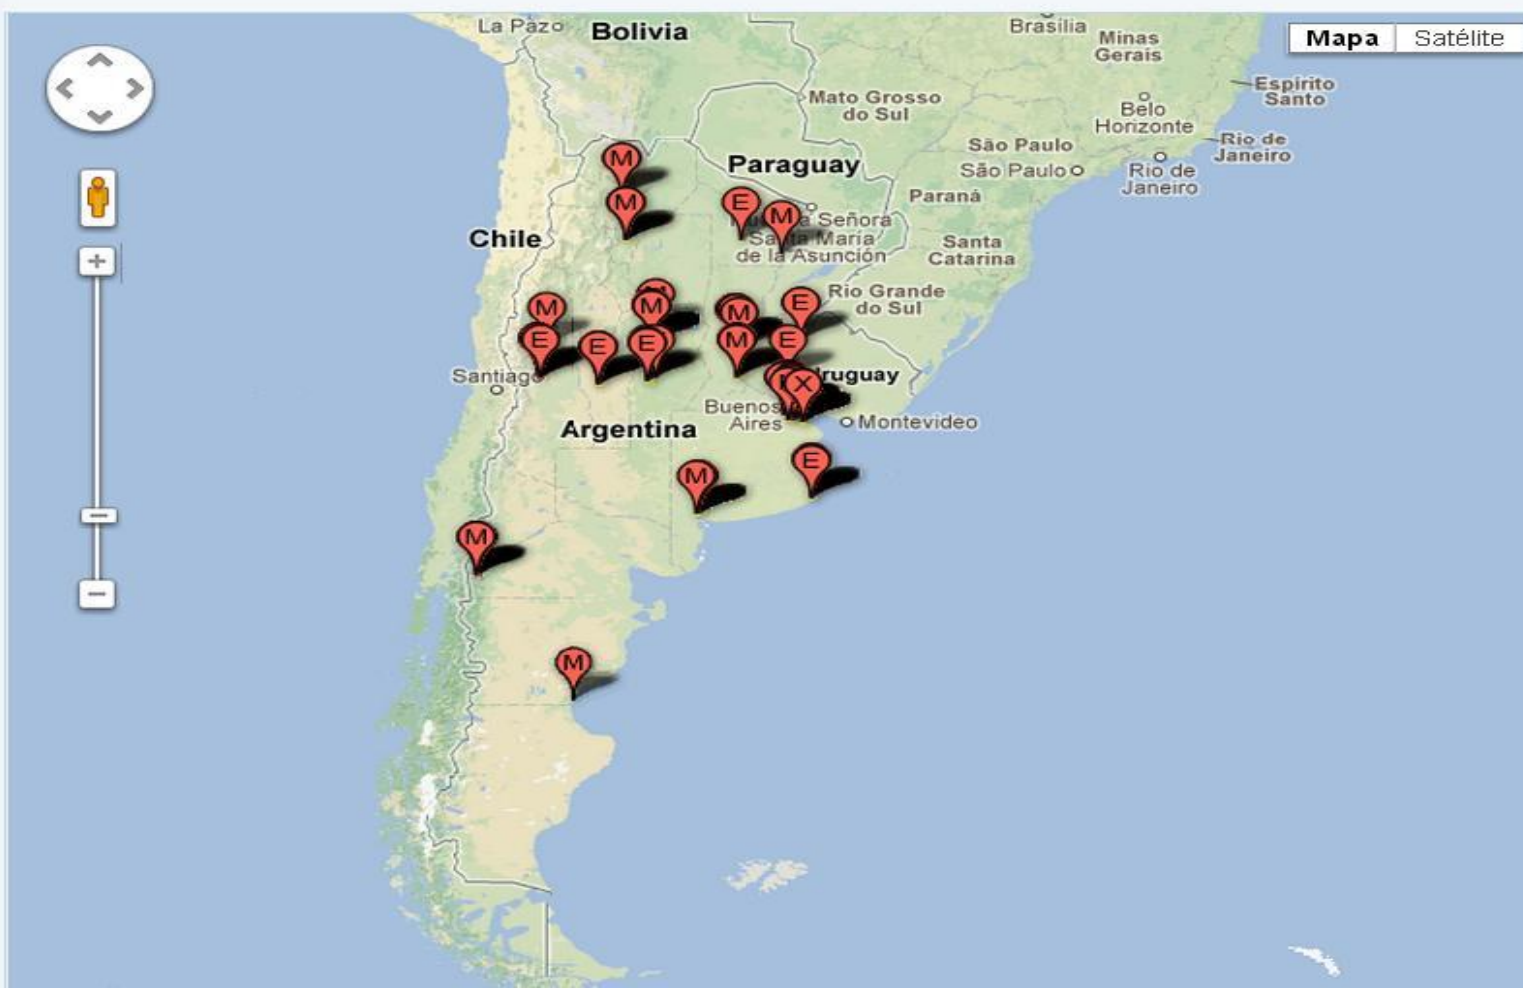 La Paz
Bolivia
Brasília
Minas
Gerais
Mapa
Satélite
Espírito
Santo
Mato Grosso
do Sul
Belo
Horizonte
Rio de
Janeiro
São Paulo
São Paulo
Rio de
Janeiro
M
Paraguay
Paraná
M
E
M
Señora
Santa María
de la Asunción
Chile
Santa
Catarina
Rio Grande
do Sul
M
M
M
E
E
E
E
M
E
Santiago
X
Uruguay
Buenos
Aires
Montevideo
Argentina
E
M
M
M